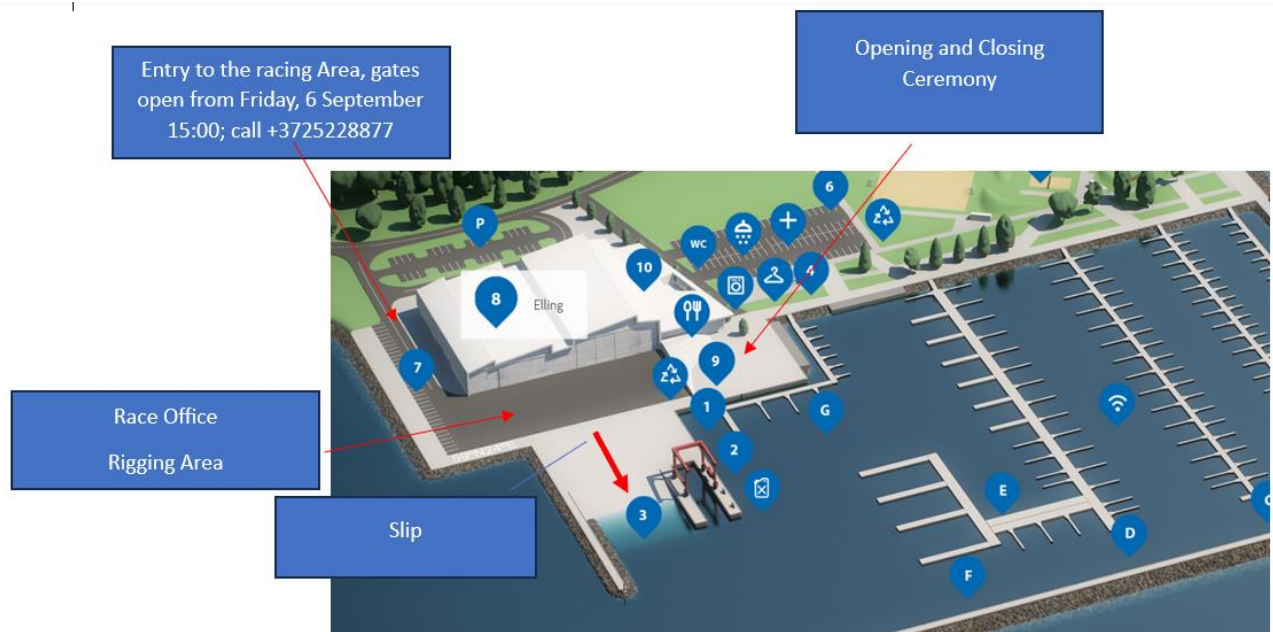 Entry to the racing Area, gates
open from Friday, 6 September
15:00; call +3725228877
Opening and Closing
Ceremony
6
P
WC
10
4
8
Elling
9
7
1
G
Race Office
Rigging Area
2
E
C
3
D
Slip
F